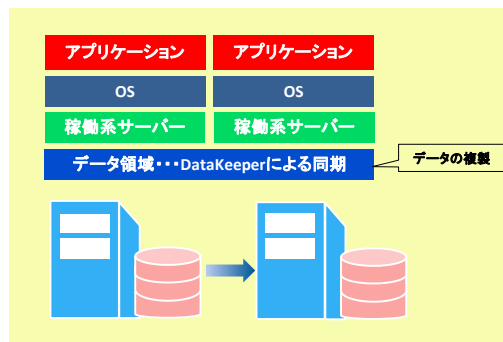 アプリケーション アプリケーション
OS OS
稼働系サーバー 稼働系サーバー
データ領域・・・DataKeeperによる同期
データの複製